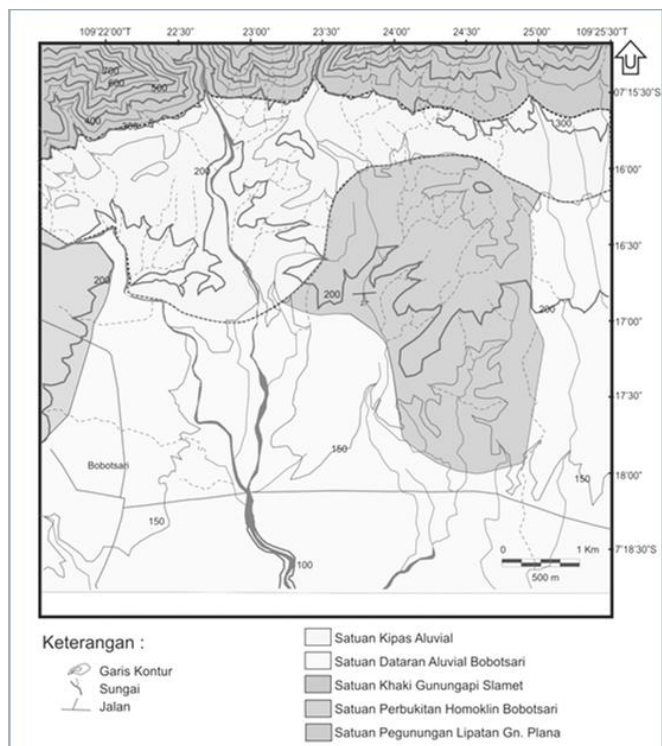 109°22'00"T 22'30" 23'00" 23'30" 24'00" 24'30" 25'00" 109°25'30"T
U
700
600
500
400
300
300
07°15'30"S
200
16'00"
16'30"
200
200
200
17'00"
17'30"
150
Bobotsari
18'00"
150
150
100
0 1 Km
500 m
7°18'30"S
Keterangan :
Garis Kontur
Sungai
Jalan
Satuan Kipas Aluvial
Satuan Dataran Aluvial Bobotsari
Satuan Khaki Gunungapi Slamet
Satuan Perbukitan Homoklin Bobotsari
Satuan Pegunungan Lipatan Gn. Plana